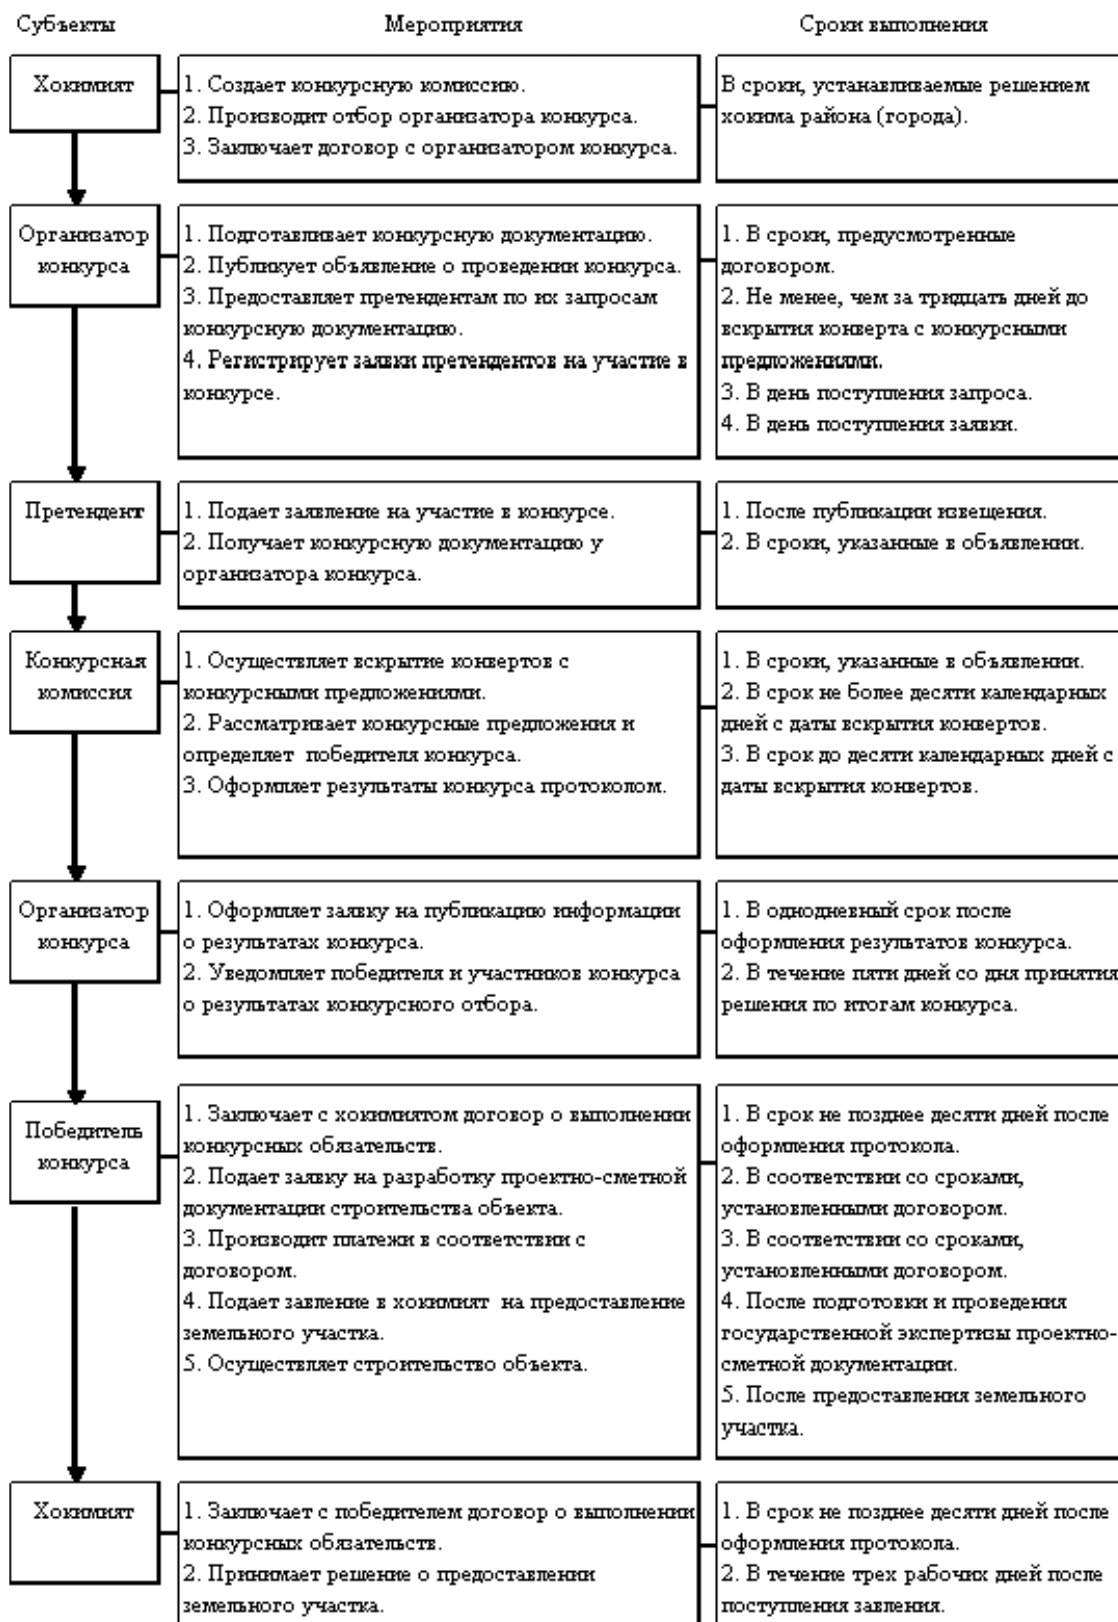 Субъекты
Мероприятия
Сроки выполнения
Хокимият
1. Создает конкурсную комиссию.
2. Производит отбор организатора конкурса.
3. Заключает договор с организатором конкурса.
В сроки, устанавливаемые решением
хокима района (города).
Организатор
конкурса
1. Подготавливает конкурсную документацию.
2. Публикует объявление о проведении конкурса.
3. Предоставляет претендентам по их запросам
конкурсную документацию.
4. Регистрирует заявки претендентов на участие в
конкурсе.
1. В сроки, предусмотренные
договором.
2. Не менее, чем за тридцать дней до
вскрытия конверта с конкурсными
предложениями.
3. В день поступления запроса.
4. В день поступления заявки.
Претендент
1. Подает заявление на участие в конкурсе.
2. Получает конкурсную документацию у
организатора конкурса.
1. После публикации извещения.
2. В сроки, указанные в объявлении.
Конкурсная
комиссия
1. Осуществляет вскрытие конвертов с
конкурсными предложениями.
2. Рассматривает конкурсные предложения и
определяет победителя конкурса.
3. Оформляет результаты конкурса протоколом.
1. В сроки, указанные в объявлении.
2. В срок не более десяти календарных
дней с даты вскрытия конвертов.
3. В срок до десяти календарных дней с
даты вскрытия конвертов.
Организатор
конкурса
1. Оформляет заявку на публикацию информации
о результатах конкурса.
2. Уведомляет победителя и участников конкурса
о результатах конкурсного отбора.
1. В однодневный срок после
оформления результатов конкурса.
2. В течение пяти дней со дня принятия
решения по итогам конкурса.
Победитель
конкурса
1. Заключает с хокимиятом договор о выполнении
конкурсных обязательств.
2. Подает заявку на разработку проектно-сметной
документации строительства объекта.
3. Производит платежи в соответствии с
договором.
4. Подает завление в хокимият на предоставление
земельного участка.
5. Осуществляет строительство объекта.
1. В срок не позднее десяти дней после
оформления протокола.
2. В соответствии со сроками,
установленными договором.
3. В соответствии со сроками,
установленными договором.
4. После подготовки и проведения
государственной экспертизы проектно-
сметной документации.
5. После предоставления земельного
участка.
Хокимият
1. Заключает с победителем договор о выполнении
конкурсных обязательств.
2. Принимает решение о предоставлении
земельного участка.
1. В срок не позднее десяти дней после
оформления протокола.
2. В течение трех рабочих дней после
поступления завления.